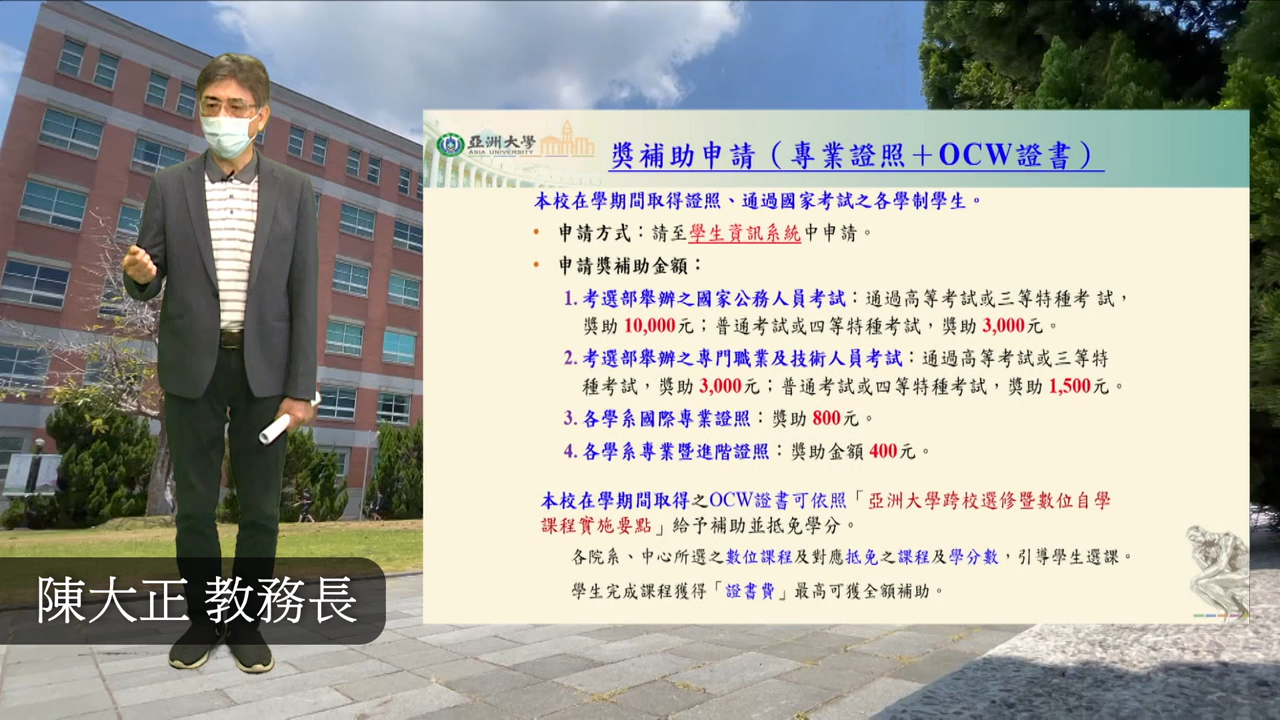 亞洲大學
ASIA UNIVERSITY
獎補助申請（專業證照＋OCW證書）
本校在學期間取得證照、通過國家考試之各學制學生。
• 申請方式：請至學生資訊系統中申請。
• 申請獎補助金額：
1. 考選部舉辦之國家公務人員考試：通過高等考試或三等特種考 試，
獎助 10,000元；普通考試或四等特種考試，獎助 3,000元。
2. 考選部舉辦之專門職業及技術人員考試：通過高等考試或三等特
種考試，獎助 3,000元；普通考試或四等特種考試，獎助 1,500元。
3. 各學系國際專業證照：獎助 800元。
4. 各學系專業暨進階證照：獎助金額 400元。
本校在學期間取得之OCW證書可依照「亞洲大學跨校選修暨數位自學
課程實施要點」給予補助並抵免學分。
各院系、中心所選之數位課程及對應抵免之課程及學分數，引導學生選課。
學生完成課程獲得「證書費」最高可獲全額補助。
陳大正 教務長